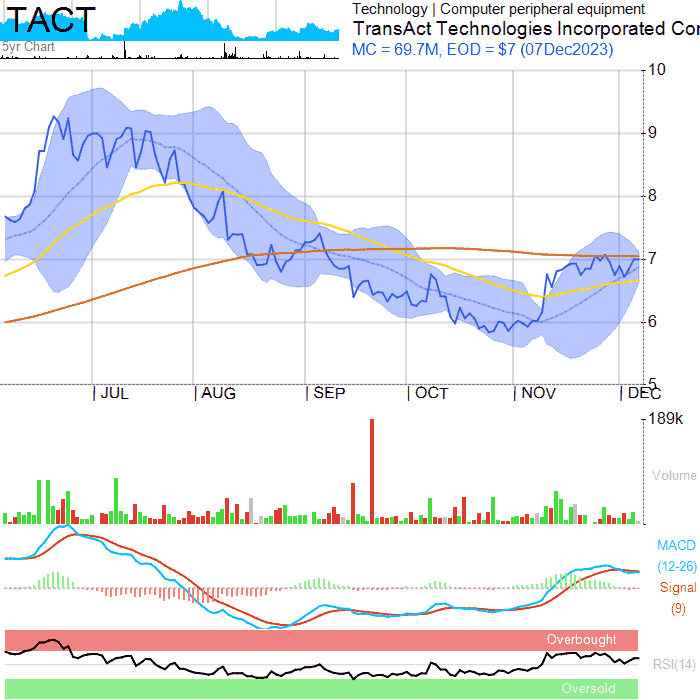 TACT
5yr Chart
Technology | Computer peripheral equipment
TransAct Technologies Incorporated Cor
MC = 69.7M, EOD = $7 (07Dec2023)
10
9
8
7
6
5
JUL
AUG
SEP
OCT
NOV
DEC
189k
Volume
MACD
(12-26)
Signal
(9)
Overbought
RSI(14)
Oversold